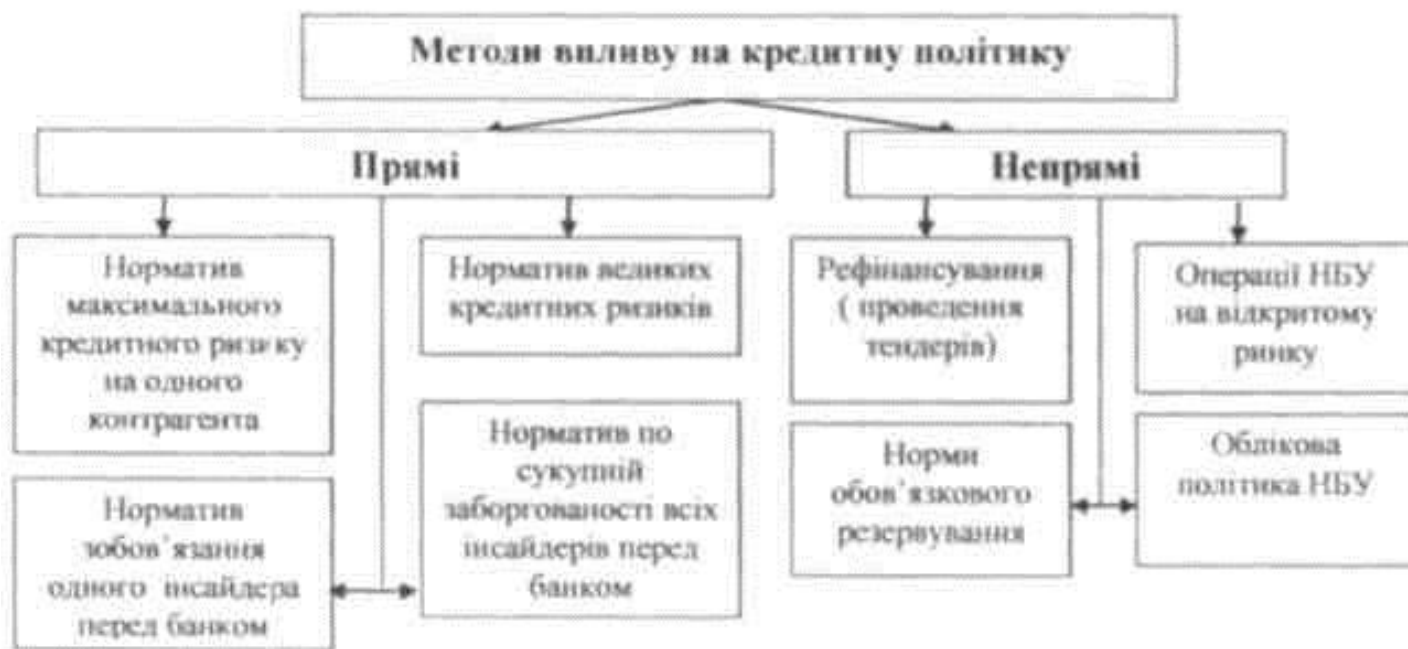 Методи впливу на кредитну політику
Прямі
Непрямі
Норматив
максимального
кредитного ризику
на одного
контрагента
Норматив великих
кредитних ризиків
Рефінансування
( проведення
тендерів)
Операції НБУ
на відкритому
ринку
Норматив
зобов’язання
одного інсайдера
перед банком
Норматив по
сукупній
заборгованості всіх
інсайдерів перед
банком
Норми
обов’язкового
резервування
Облікова
політика НБУ